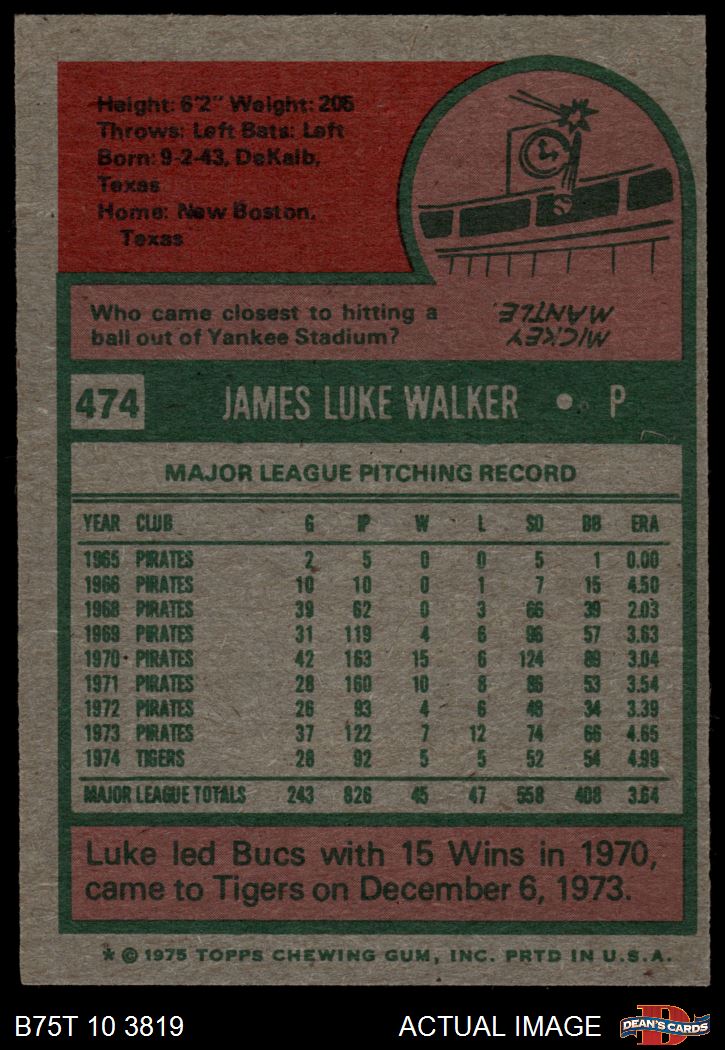 Height: 6'2" Weight: 205
Throws: Left Bats: Left
Born: 9-2-43, DeKalb,
Texas
Home: New Boston,
Texas
Who came closest to hitting a
ball out of Yankee Stadium?
MICKEY
MANTLE.
474 JAMES LUKE WALKER • P
MAJOR LEAGUE PITCHING RECORD
YEAR CLUB G IP W L SO BB ERA
1965 PIRATES 2 5 0 0 5 1 0.00
1966 PIRATES 10 10 0 1 7 15 4.50
1968 PIRATES 39 62 0 3 66 39 2.03
1969 PIRATES 31 119 4 6 96 57 3.63
1970 PIRATES 42 163 15 6 124 89 3.04
1971 PIRATES 28 160 10 8 86 53 3.54
1972 PIRATES 26 93 4 6 48 34 3.39
1973 PIRATES 37 122 7 12 74 66 4.65
1974 TIGERS 28 92 5 5 52 54 4.99
MAJOR LEAGUE TOTALS 243 826 45 47 558 408 3.64
Luke led Bucs with 15 Wins in 1970,
came to Tigers on December 6, 1973.
* © 1975 TOPPS CHEWING GUM, INC. PRTD IN U.S.A.
B75T 10 3819 ACTUAL IMAGE D DEAN'S CARDS